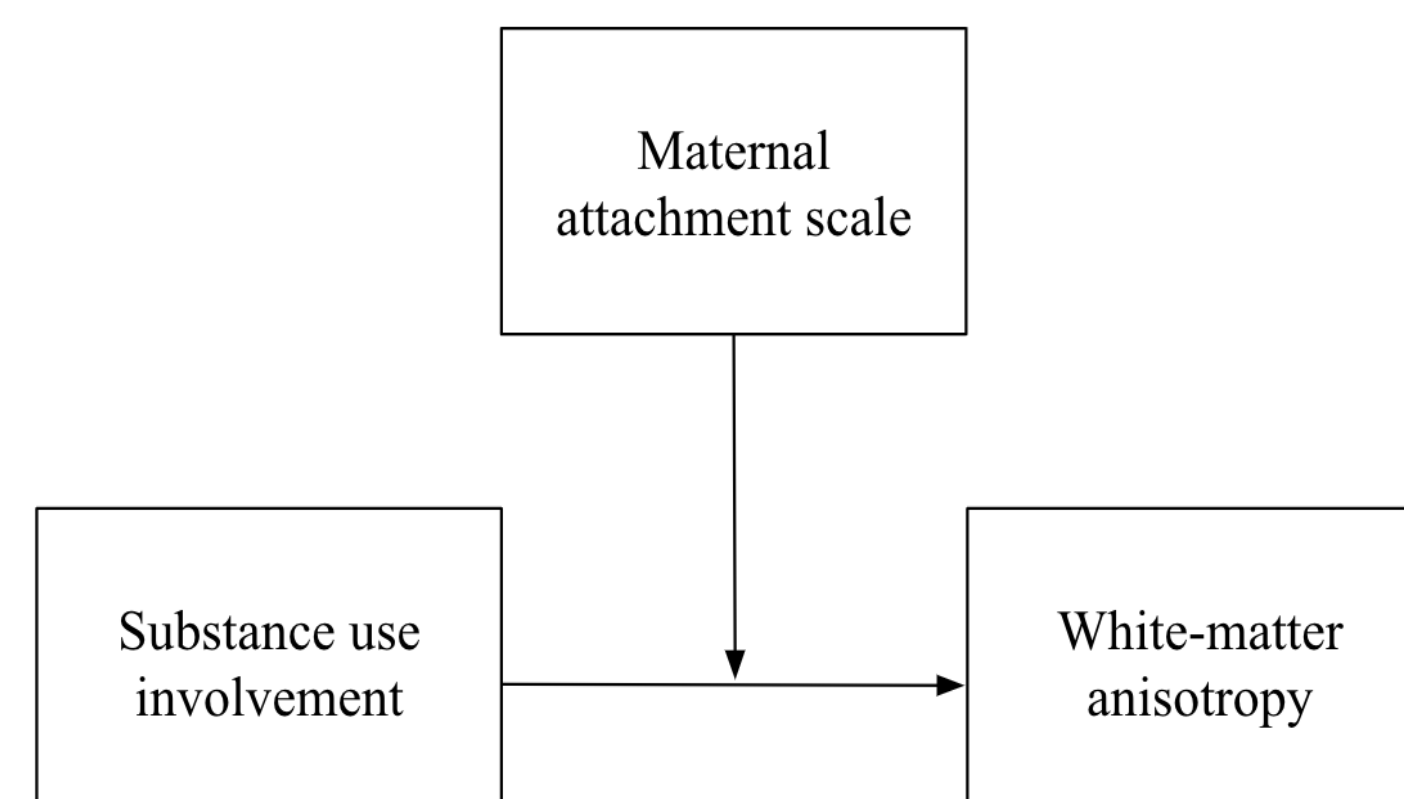 Maternal
attachment scale
Substance use
involvement
White-matter
anisotropy